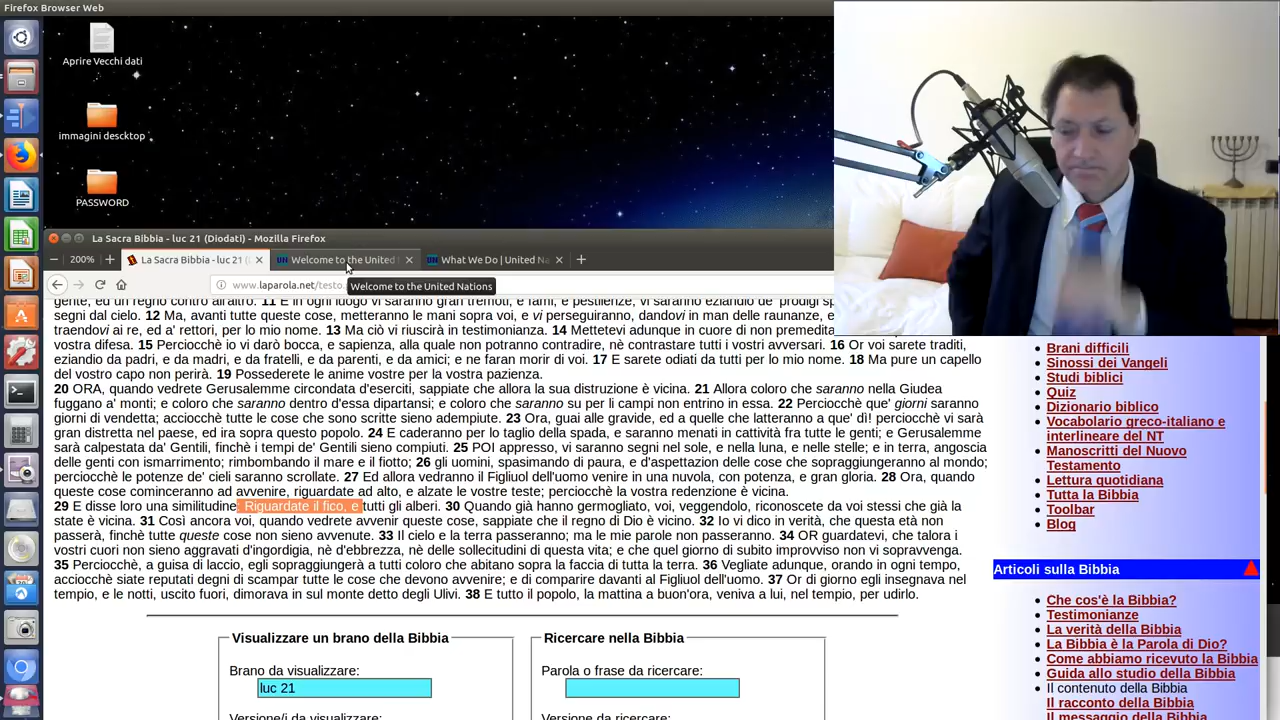 Firefox Browser Web
Aprire Vecchi dati
immagini descktop
PASSWORD
La Sacra Bibbia - luc 21 (Diodati) - Mozilla Firefox
200%
La Sacra Bibbia - luc 21 (
Welcome to the United
What We Do | United Na
www.laparola.net/testo.
Welcome to the United Nations
segni dal cielo. 12 Ma, avanti tutte queste cose, metteranno le mani sopra voi, e vi perseguiranno, dandovi in man delle raunanze, e
traendovi ai re, ed a' rettori, per lo mio nome. 13 Ma ciò vi riuscirà in testimonianza. 14 Mettetevi adunque in cuore di non premedita
vostra difesa. 15 Perciocchè io vi darò bocca, e sapienza, alla quale non potranno contradire, nè contrastare tutti i vostri avversari. 16 Or voi sarete traditi,
eziandio da padri, e da madri, e da fratelli, e da parenti, e da amici; e ne faran morir di voi. 17 E sarete odiati da tutti per lo mio nome. 18 Ma pure un capello
del vostro capo non perirà. 19 Possederete le anime vostre per la vostra pazienza.
20 ORA, quando vedrete Gerusalemme circondata d'eserciti, sappiate che allora la sua distruzione è vicina. 21 Allora coloro che saranno nella Giudea
fuggano a' monti; e coloro che saranno dentro d'essa dipartansi; e coloro che saranno su per li campi non entrino in essa. 22 Perciocchè que' giorni saranno
giorni di vendetta; acciocchè tutte le cose che sono scritte sieno adempiute. 23 Ora, guai alle gravide, ed a quelle che latteranno a que' dì! perciocchè vi sarà
gran distretta nel paese, ed ira sopra questo popolo. 24 E caderanno per lo taglio della spada, e saranno menati in cattività fra tutte le genti; e Gerusalemme
sarà calpestata da' Gentili, finchè i tempi de' Gentili sieno compiuti. 25 POI appresso, vi saranno segni nel sole, e nella luna, e nelle stelle; e in terra, angoscia
delle genti con ismarrimento; rimbombando il mare e il fiotto; 26 gli uomini, spasimando di paura, e d'aspettazion delle cose che sopraggiungeranno al mondo;
perciocchè le potenze de' cieli saranno scrollate. 27 Ed allora vedranno il Figliuol dell'uomo venire in una nuvola, con potenza, e gran gloria. 28 Ora, quando
queste cose cominceranno ad avvenire, riguardate ad alto, e alzate le vostre teste; perciocchè la vostra redenzione è vicina.
29 E disse loro una similitudine: Riguardate il fico, e tutti gli alberi. 30 Quando già hanno germogliato, voi, veggendolo, riconoscete da voi stessi che già la
state è vicina. 31 Così ancora voi, quando vedrete avvenir queste cose, sappiate che il regno di Dio è vicino. 32 Io vi dico in verità, che questa età non
passerà, finchè tutte queste cose non sieno avvenute. 33 Il cielo e la terra passeranno; ma le mie parole non passeranno. 34 OR guardatevi, che talora i
vostri cuori non sieno aggravati d'ingordigia, nè d'ebbrezza, nè delle sollecitudini di questa vita; e che quel giorno di subito improvviso non vi sopravvenga.
35 Perciocchè, a guisa di laccio, egli sopraggiungerà a tutti coloro che abitano sopra la faccia di tutta la terra. 36 Vegliate adunque, orando in ogni tempo,
acciocchè siate reputati degni di scampar tutte le cose che devono avvenire; e di comparire davanti al Figliuol dell'uomo. 37 Or di giorno egli insegnava nel
tempio, e le notti, uscito fuori, dimorava in sul monte detto degli Ulivi. 38 E tutto il popolo, la mattina a buon'ora, veniva a lui, nel tempio, per udirlo.
Visualizzare un brano della Bibbia
Brano da visualizzare:
luc 21
Versione/i da visualizzare:
Ricercare nella Bibbia
Parola o frase da ricercare:
Versione da ricercare:
Brani difficili
Sinossi dei Vangeli
Studi biblici
Quiz
Dizionario biblico
Vocabolario greco-italiano e
interlineare del NT
Manoscritti del Nuovo
Testamento
Lettura quotidiana
Tutta la Bibbia
Toolbar
Blog
Articoli sulla Bibbia
Che cos'è la Bibbia?
Testimonianze
La verità della Bibbia
La Bibbia è la Parola di Dio?
Come abbiamo ricevuto la Bibbia
Guida allo studio della Bibbia
Il contenuto della Bibbia
Il racconto della Bibbia
Il messaggio della Bibbia